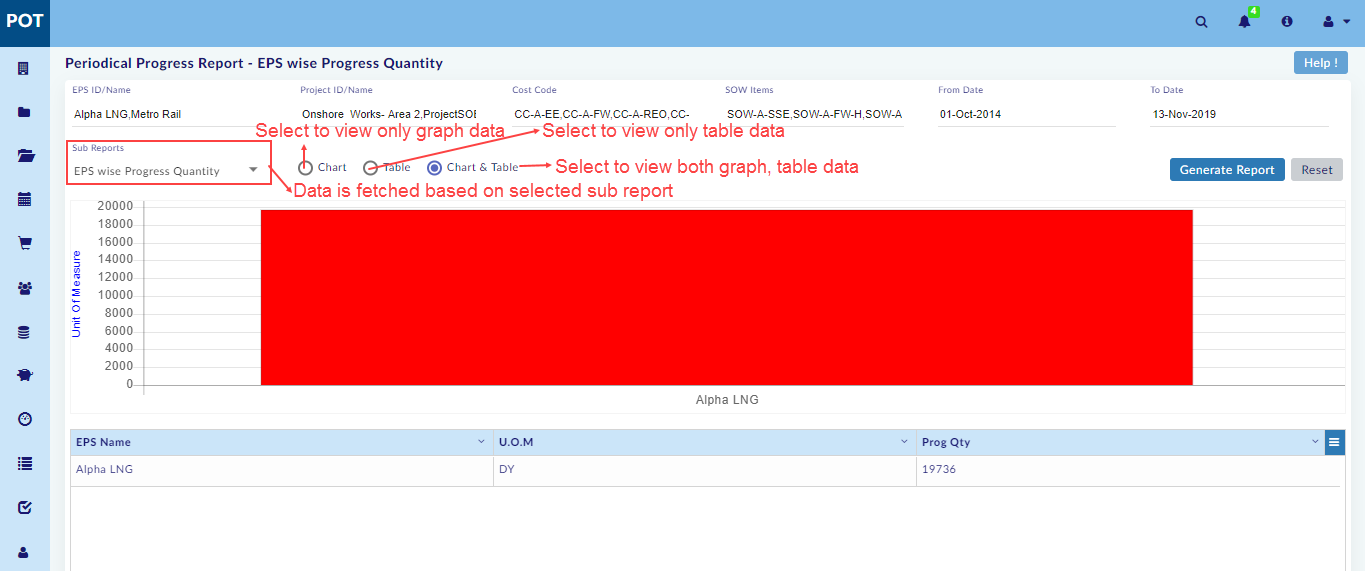 POT
4
Periodical Progress Report - EPS wise Progress Quantity
Help !
EPS ID/Name
Project ID/Name
Cost Code
SOW Items
From Date
To Date
Alpha LNG,Metro Rail
Onshore Works- Area 2,ProjectSOE
CC-A-EE,CC-A-FW,CC-A-REO,CC-
SOW-A-SSE,SOW-A-FW-H,SOW-A
01-Oct-2014
13-Nov-2019
Select to view only graph data
Select to view only table data
Sub Reports
EPS wise Progress Quantity
Chart
Table
Chart & Table
Select to view both graph, table data
Generate Report
Reset
Data is fetched based on selected sub report
Unit Of Measure
20000
18000
16000
14000
12000
10000
8000
6000
4000
2000
0
Alpha LNG
EPS Name
U.O.M
Prog Qty
Alpha LNG
DY
19736